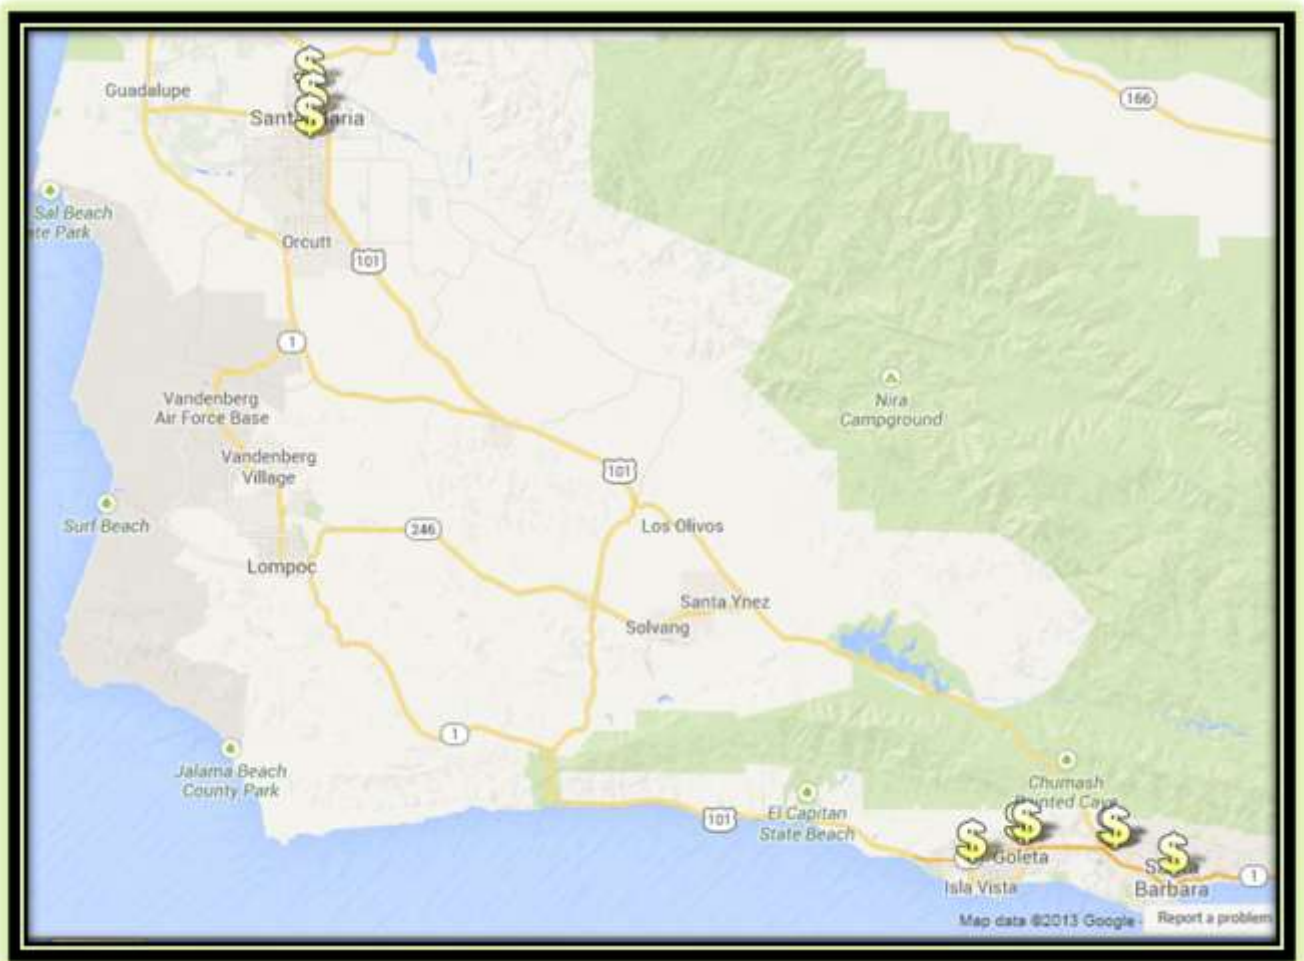 Guadalupe
166
Santa Maria
Sal Beach
ate Park
Orcutt
101
1
Vandenberg
Air Force Base
Nira
Campground
Vandenberg
Village
101
Surf Beach
246
Los Olivos
Lompoc
Santa Ynez
Solvang
1
Jalama Beach
County Park
Chumash
Painted Cave
El Capitan
State Beach
101
$
$
$
$
$
$
$
Goleta
Isla Vista
Santa
Barbara
1
Map data ©2013 Google -
Report a problem